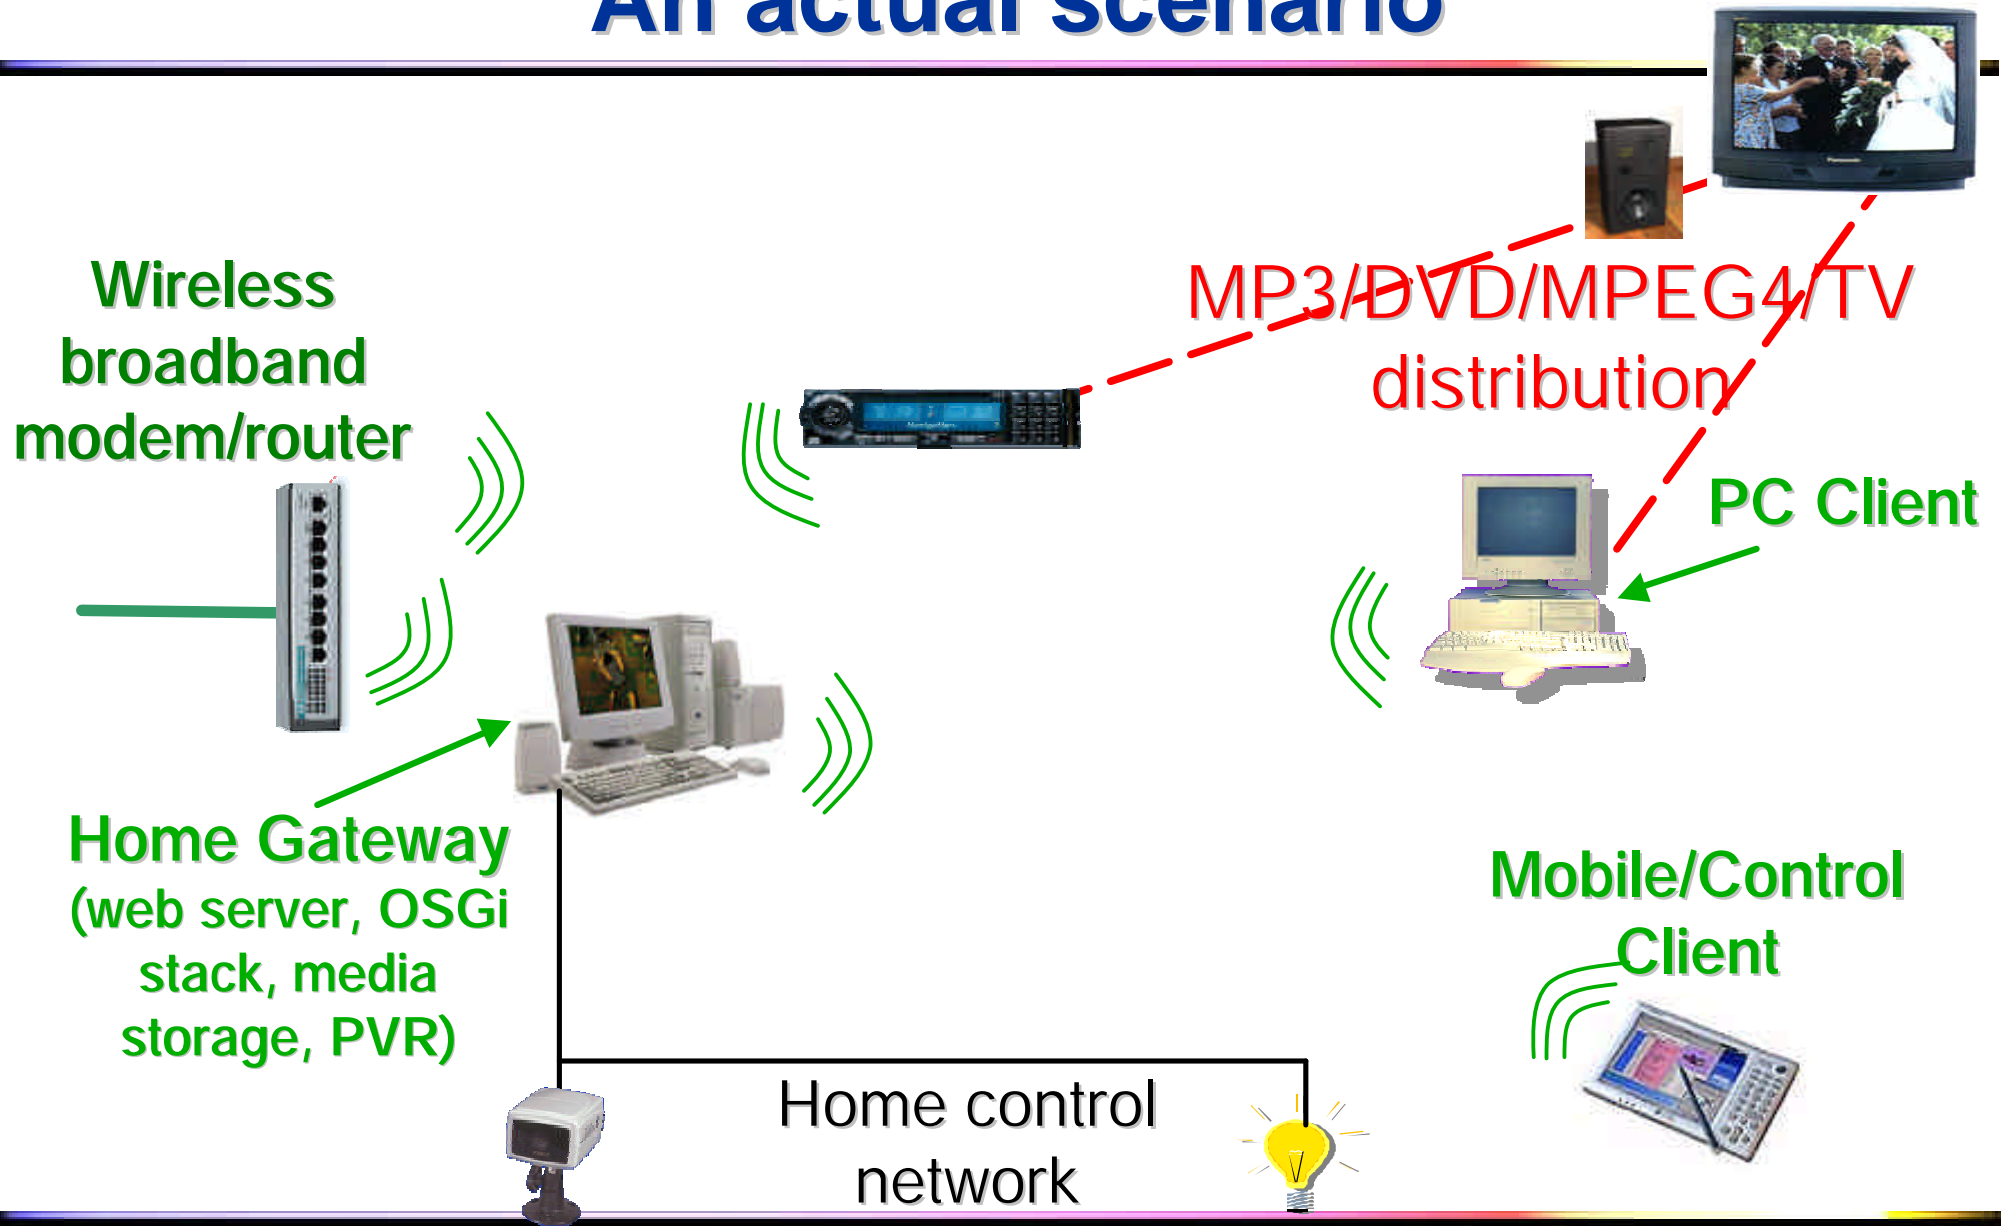 An actual scenario
Panasonic
Wireless
broadband
modem/router
MP3/DVD/MPEG4/TV
distribution
PC Client
Home Gateway
(web server, OSGi
stack, media
storage, PVR)
Mobile/Control
Client
Home control
network